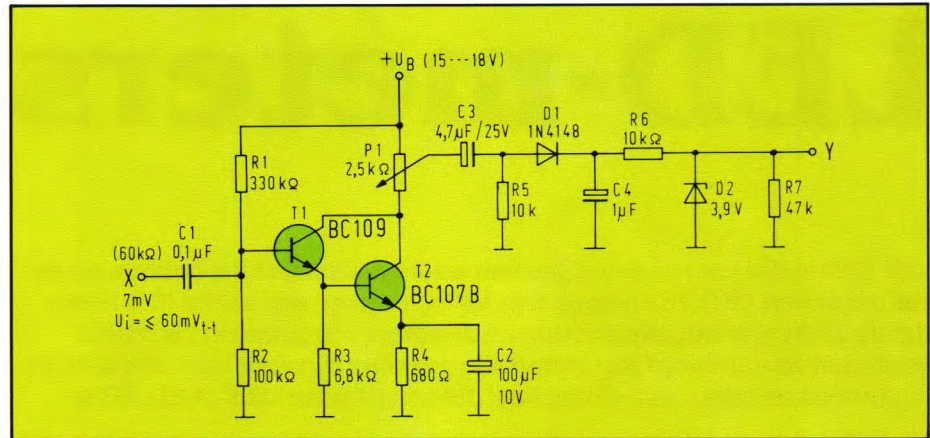 +U_B (15---18V)
C3
4,7µF/25V
D1
1N4148
R6
10kΩ
Y
P1
2,5kΩ
R1
330kΩ
R5
10k
C4
1µF
D2
3,9V
R7
47k
T1
BC109
C1
0,1µF
(60kΩ)
X
7mV
U_i = ≤ 60mV_t-t
T2
BC107B
R2
100kΩ
R3
6,8kΩ
R4
680Ω
C2
100µF
10V